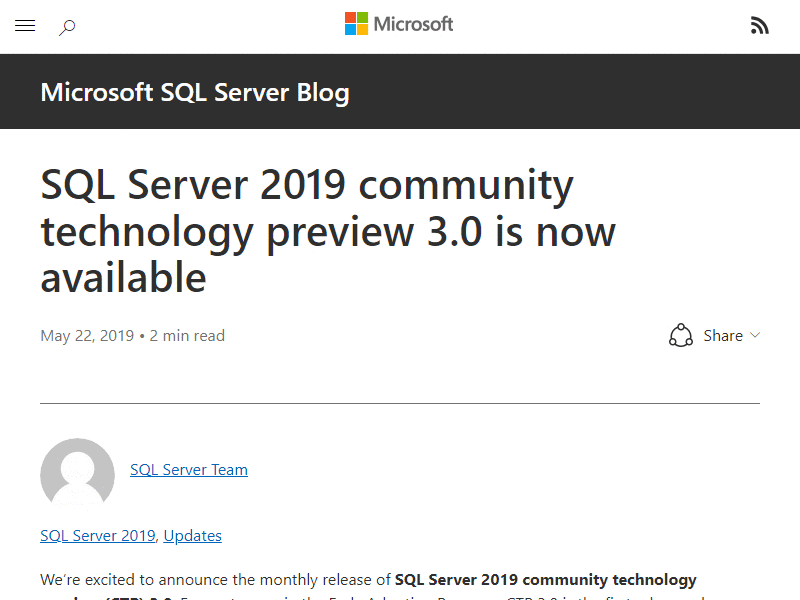 Microsoft
Microsoft SQL Server Blog
SQL Server 2019 community
technology preview 3.0 is now
available
May 22, 2019 • 2 min read
Share
SQL Server Team
SQL Server 2019, Updates
We're excited to announce the monthly release of SQL Server 2019 community technology